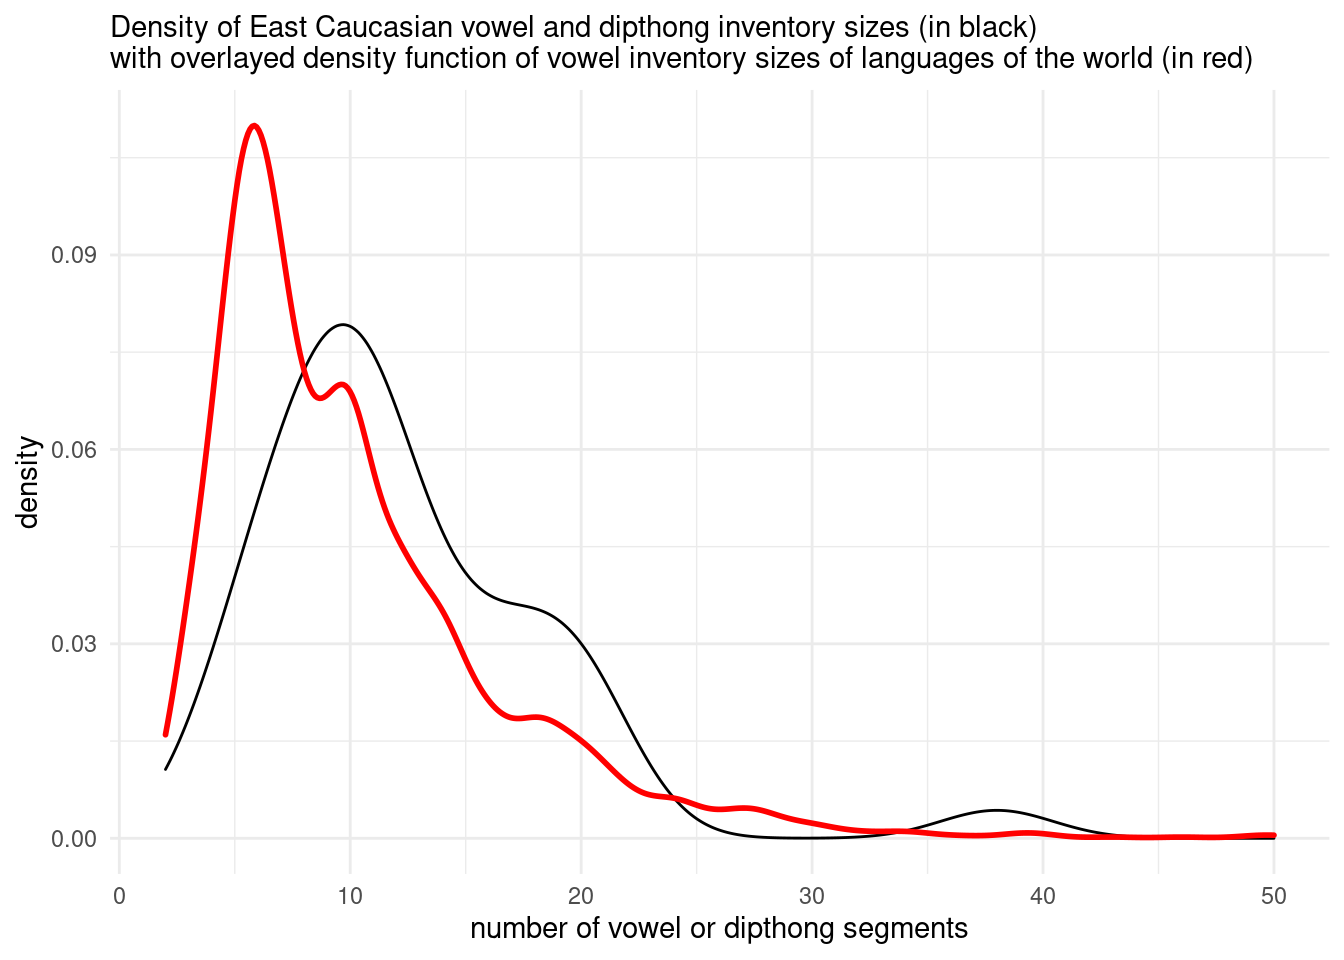 Density of East Caucasian vowel and dipthong inventory sizes (in black)
with overlayed density function of vowel inventory sizes of languages of the world (in red)
density
0.09
0.06
0.03
0.00
0 10 20 30 40 50
number of vowel or dipthong segments